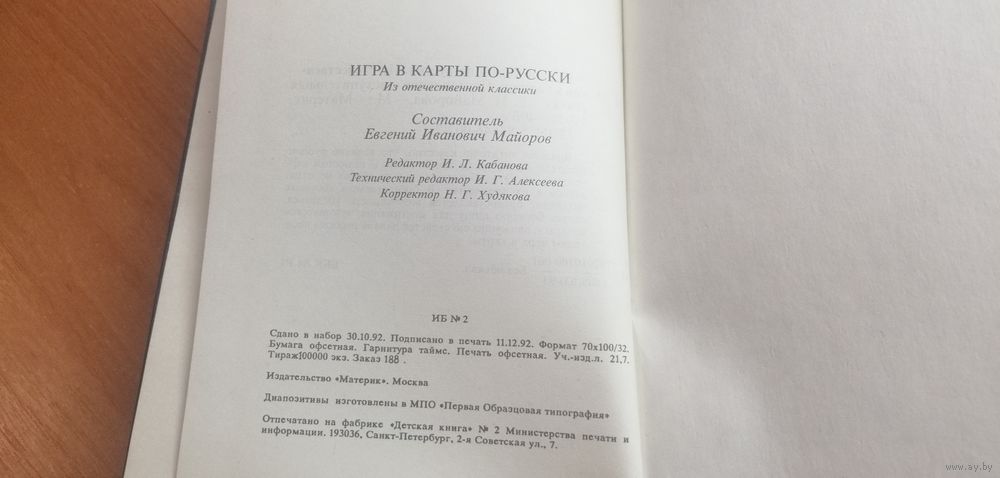 ИГРА В КАРТЫ ПО-РУССКИ
Из отечественной классики
Составитель
Евгений Иванович Майоров
Редактор И. Л. Кабанова
Технический редактор И. Г. Алексеева
Корректор Н. Г. Худякова
ИБ № 2
Сдано в набор 30.10.92. Подписано в печать 11.12.92. Формат 70х100/32.
Бумага офсетная. Гарнитура таймс. Печать офсетная. Уч.-изд.л. 21,7.
Тираж100000 экз. Заказ 188 .
Издательство «Материк». Москва
Диапозитивы изготовлены в МПО «Первая Образцовая типография»
Отпечатано на фабрике «Детская книга» № 2 Министерства печати и
информации. 193036, Санкт-Петербург, 2-я Советская ул., 7.
www.ay.by